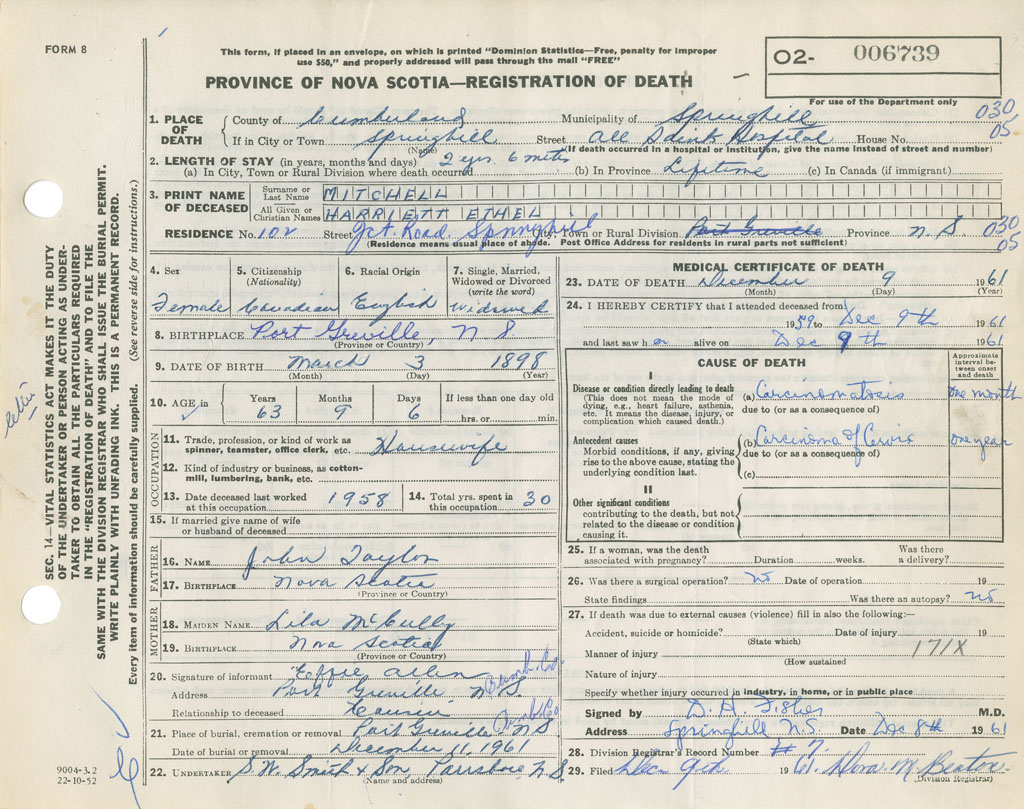 FORM 8
This form, if placed in an envelope, on which is printed "Dominion Statistics—Free, penalty for improper
use $50," and properly addressed will pass through the mail "FREE"
PROVINCE OF NOVA SCOTIA—REGISTRATION OF DEATH
02- 006739
For use of the Department only
030
05
1. PLACE OF DEATH
County of Cumberland Municipality of Springhill
If in City or Town Springhill Street All Saints Hospital House No.
(Name) (If death occurred in a hospital or institution, give the name instead of street and number)
2. LENGTH OF STAY (in years, months and days) 2 yrs. 6 mths
(a) In City, Town or Rural Division where death occurred (b) In Province Lifetime (c) In Canada (if immigrant)
3. PRINT NAME OF DECEASED
Surname or Last Name MITCHELL
All Given or Christian Names HARRIETT ETHEL
RESIDENCE No. 102 Street Jct. Road Springhill City, Town or Rural Division Port Greville Province N. S 030
05
(Residence means usual place of abode. Post Office Address for residents in rural parts not sufficient)
4. Sex
Female
5. Citizenship
(Nationality)
Canadian
6. Racial Origin
English
7. Single, Married, Widowed or Divorced
(write the word)
Widowed
8. BIRTHPLACE Port Greville, N S
(Province or Country)
9. DATE OF BIRTH March 3 1898
(Month) (Day) (Year)
10. AGE in
Years Months Days If less than one day old
63 9 6 hrs. or min.
OCCUPATION
11. Trade, profession, or kind of work as
spinner, teamster, office clerk, etc. Housewife
12. Kind of industry or business, as cotton-
mill, lumbering, bank, etc.
13. Date deceased last worked
at this occupation 1958
14. Total yrs. spent in
this occupation 30
15. If married give name of wife
or husband of deceased
FATHER
16. NAME John Taylor
17. BIRTHPLACE Nova Scotia
(Province or Country)
MOTHER
18. MAIDEN NAME Lila McCully
19. BIRTHPLACE Nova Scotia
(Province or Country)
20. Signature of informant Effie Allen
Address Port Greville N S. Cumb. Co.
Relationship to deceased Cousin
21. Place of burial, cremation or removal Port Greville N S Cumb Co
Date of burial or removal December 11, 1961
22. UNDERTAKER S.W. Smith & Son Parrsboro N S
(Name and address)
MEDICAL CERTIFICATE OF DEATH
23. DATE OF DEATH December 9 1961
(Month) (Day) (Year)
24. I HEREBY CERTIFY that I attended deceased from
1959 to Dec 9th 1961
and last saw her alive on Dec 9th 1961
CAUSE OF DEATH
Approximate interval between onset and death
I
Disease or condition directly leading to death
(This does not mean the mode of
dying, e.g., heart failure, asthenia,
etc. It means the disease, injury, or
complication which caused death.)
(a) Carcinomatosis one month
due to (or as a consequence of)
Antecedent causes
Morbid conditions, if any, giving
rise to the above cause, stating the
underlying condition last.
(b) Carcinoma of Cervix one year
due to (or as a consequence of)
(c)
II
Other significant conditions
contributing to the death, but not
related to the disease or condition
causing it.
25. If a woman, was the death
associated with pregnancy? Duration weeks. Was there
a delivery?
26. Was there a surgical operation? No Date of operation 19
State findings Was there an autopsy? no
27. If death was due to external causes (violence) fill in also the following:—
Accident, suicide or homicide? Date of injury 19
(State which)
Manner of injury 171X
(How sustained)
Nature of injury
Specify whether injury occurred in industry, in home, or in public place
Signed by D. A. Fisher M.D.
Address Springhill N.S. Date Dec 8th 1961
28. Division Registrar's Record Number # 7.
29. Filed Dec. 9th 1961. Dora M Beaton
(Division Registrar)
SEC. 14—VITAL STATISTICS ACT MAKES IT THE DUTY
OF THE UNDERTAKER OR PERSON ACTING AS UNDER-
TAKER TO OBTAIN ALL THE PARTICULARS REQUIRED
IN THE "REGISTRATION OF DEATH" AND TO FILE THE
SAME WITH THE DIVISION REGISTRAR WHO SHALL ISSUE THE BURIAL PERMIT.
WRITE PLAINLY WITH UNFADING INK. THIS IS A PERMANENT RECORD.
Every item of information should be carefully supplied. (See reverse side for instructions.)
9004-3.2
22-10-52